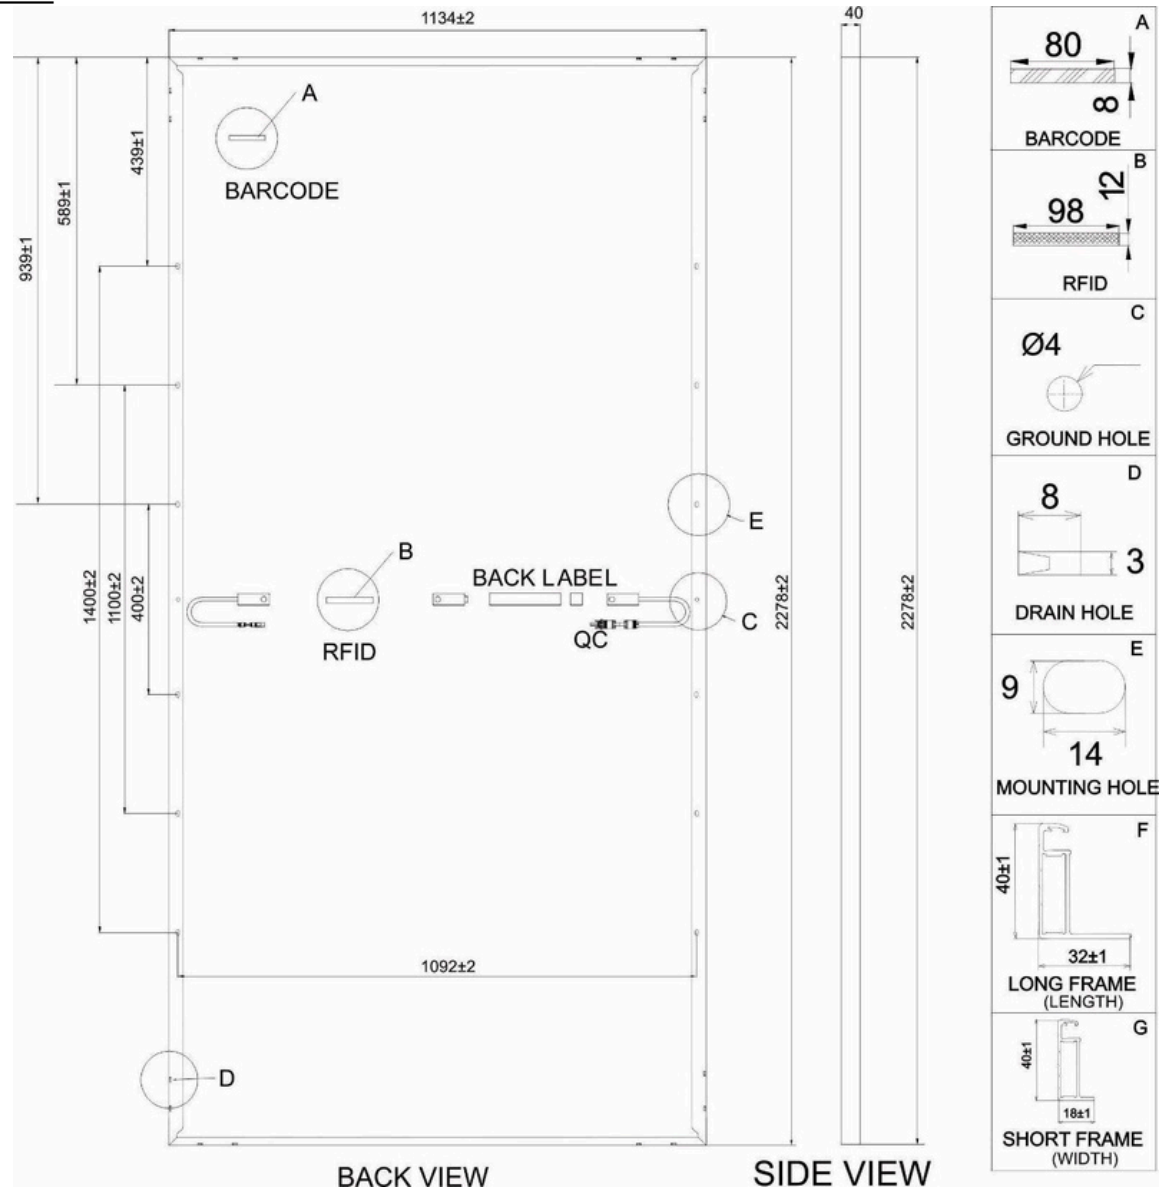 1134±2
40
439±1
589±1
939±1
A
BARCODE
1400±2
1100±2
400±2
B
RFID
BACK LABEL
QC
E
C
2278±2
2278±2
1092±2
D
BACK VIEW
SIDE VIEW
A
80
8
BARCODE
B
12
98
RFID
C
Ø4
GROUND HOLE
D
8
3
DRAIN HOLE
E
9
14
MOUNTING HOLE
F
40±1
32±1
LONG FRAME
(LENGTH)
G
40±1
18±1
SHORT FRAME
(WIDTH)